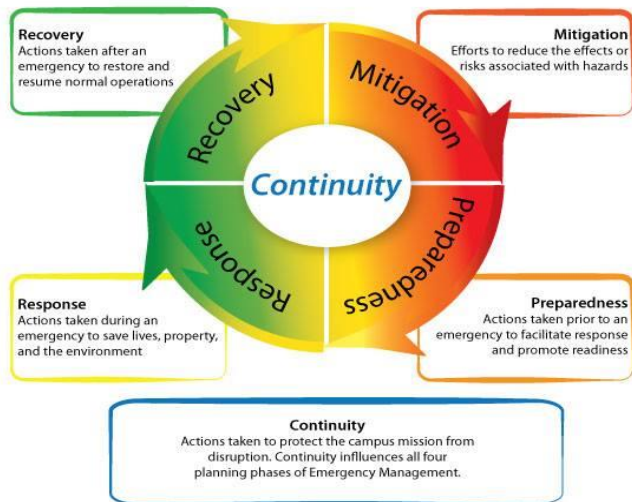 Recovery
Actions taken after an
emergency to restore and
resume normal operations
Mitigation
Efforts to reduce the effects or
risks associated with hazards
Recovery
Mitigation
Continuity
Response
Preparedness
Response
Actions taken during an
emergency to save lives, property,
and the environment
Preparedness
Actions taken prior to an
emergency to facilitate response
and promote readiness
Continuity
Actions taken to protect the campus mission from
disruption. Continuity inflluences all four
planning phases of Emergency Management.